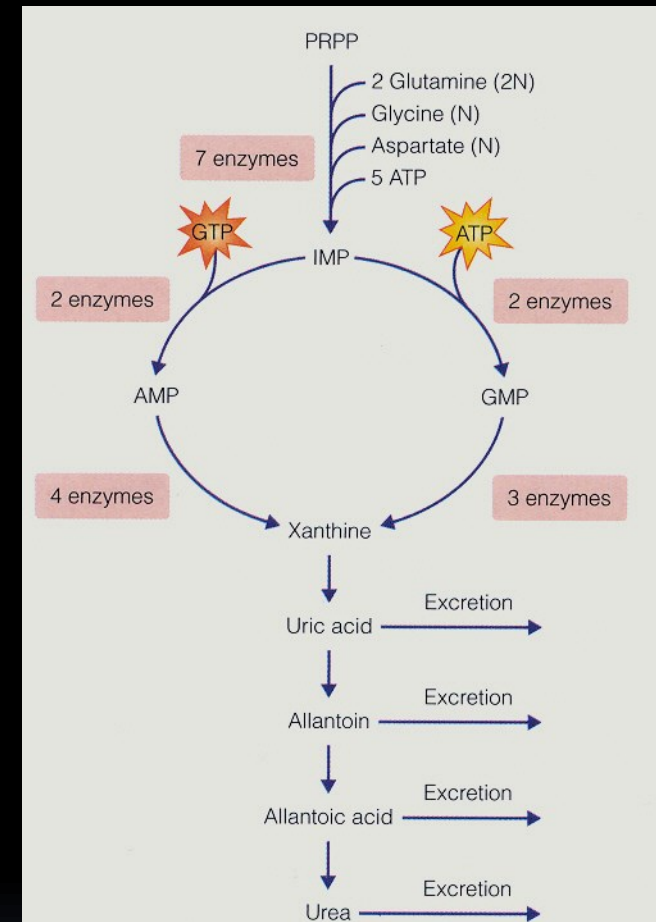 PRPP
2 Glutamine (2N)
Glycine (N)
Aspartate (N)
5 ATP
7 enzymes
GTP
ATP
IMP
2 enzymes
2 enzymes
AMP
GMP
4 enzymes
3 enzymes
Xanthine
Excretion
Uric acid
Excretion
Allantoin
Excretion
Allantoic acid
Excretion
Urea